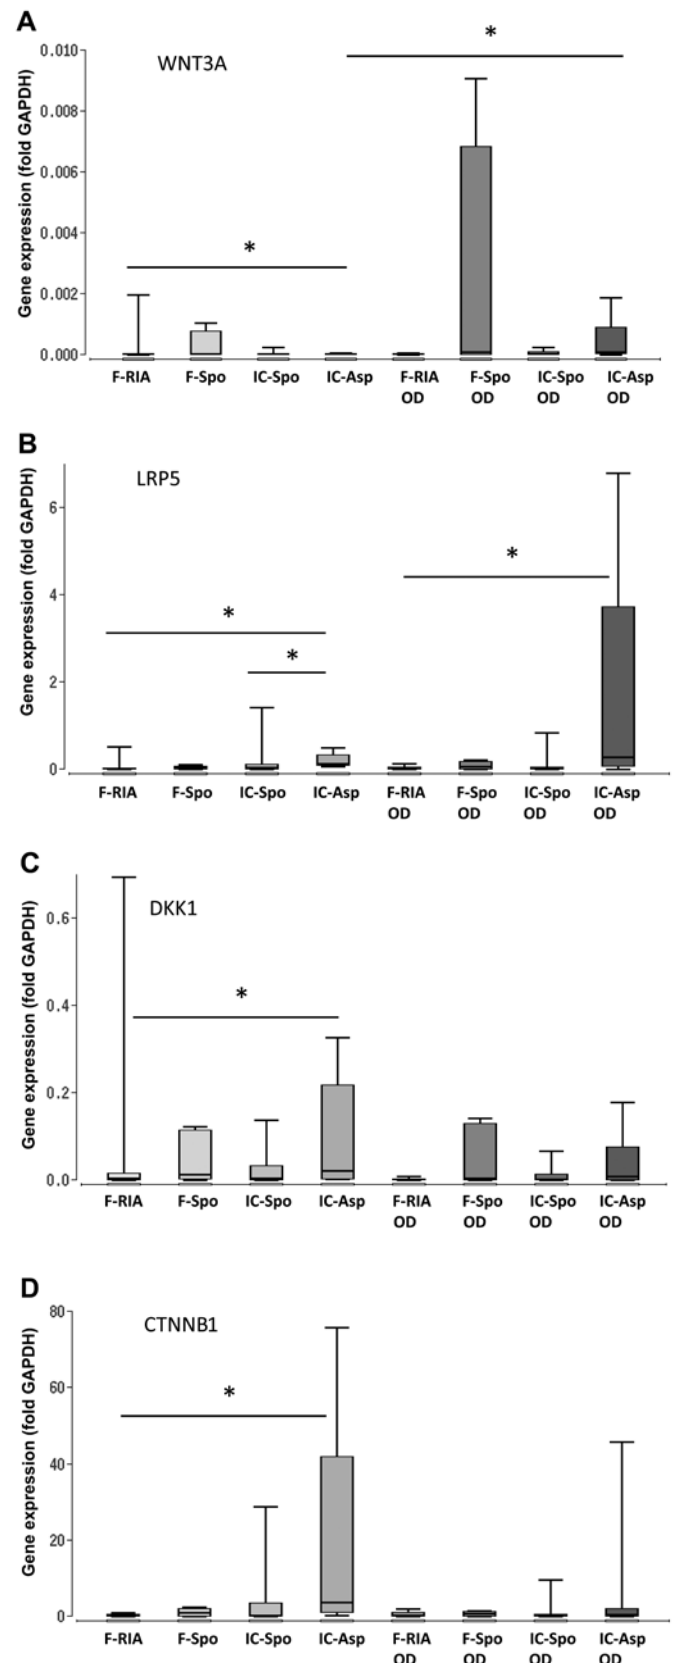 A
WNT3A
*
*
Gene expression (fold GAPDH)
0.010
0.008
0.006
0.004
0.002
0.000
F-RIA F-Spo IC-Spo IC-Asp F-RIA F-Spo IC-Spo IC-Asp
OD OD OD OD
B
LRP5
*
*
*
Gene expression (fold GAPDH)
6
4
2
0
F-RIA F-Spo IC-Spo IC-Asp F-RIA F-Spo IC-Spo IC-Asp
OD OD OD OD
C
DKK1
*
Gene expression (fold GAPDH)
0.6
0.4
0.2
0.0
F-RIA F-Spo IC-Spo IC-Asp F-RIA F-Spo IC-Spo IC-Asp
OD OD OD OD
D
CTNNB1
*
Gene expression (fold GAPDH)
80
60
40
20
0
F-RIA F-Spo IC-Spo IC-Asp F-RIA F-Spo IC-Spo IC-Asp
OD OD OD OD